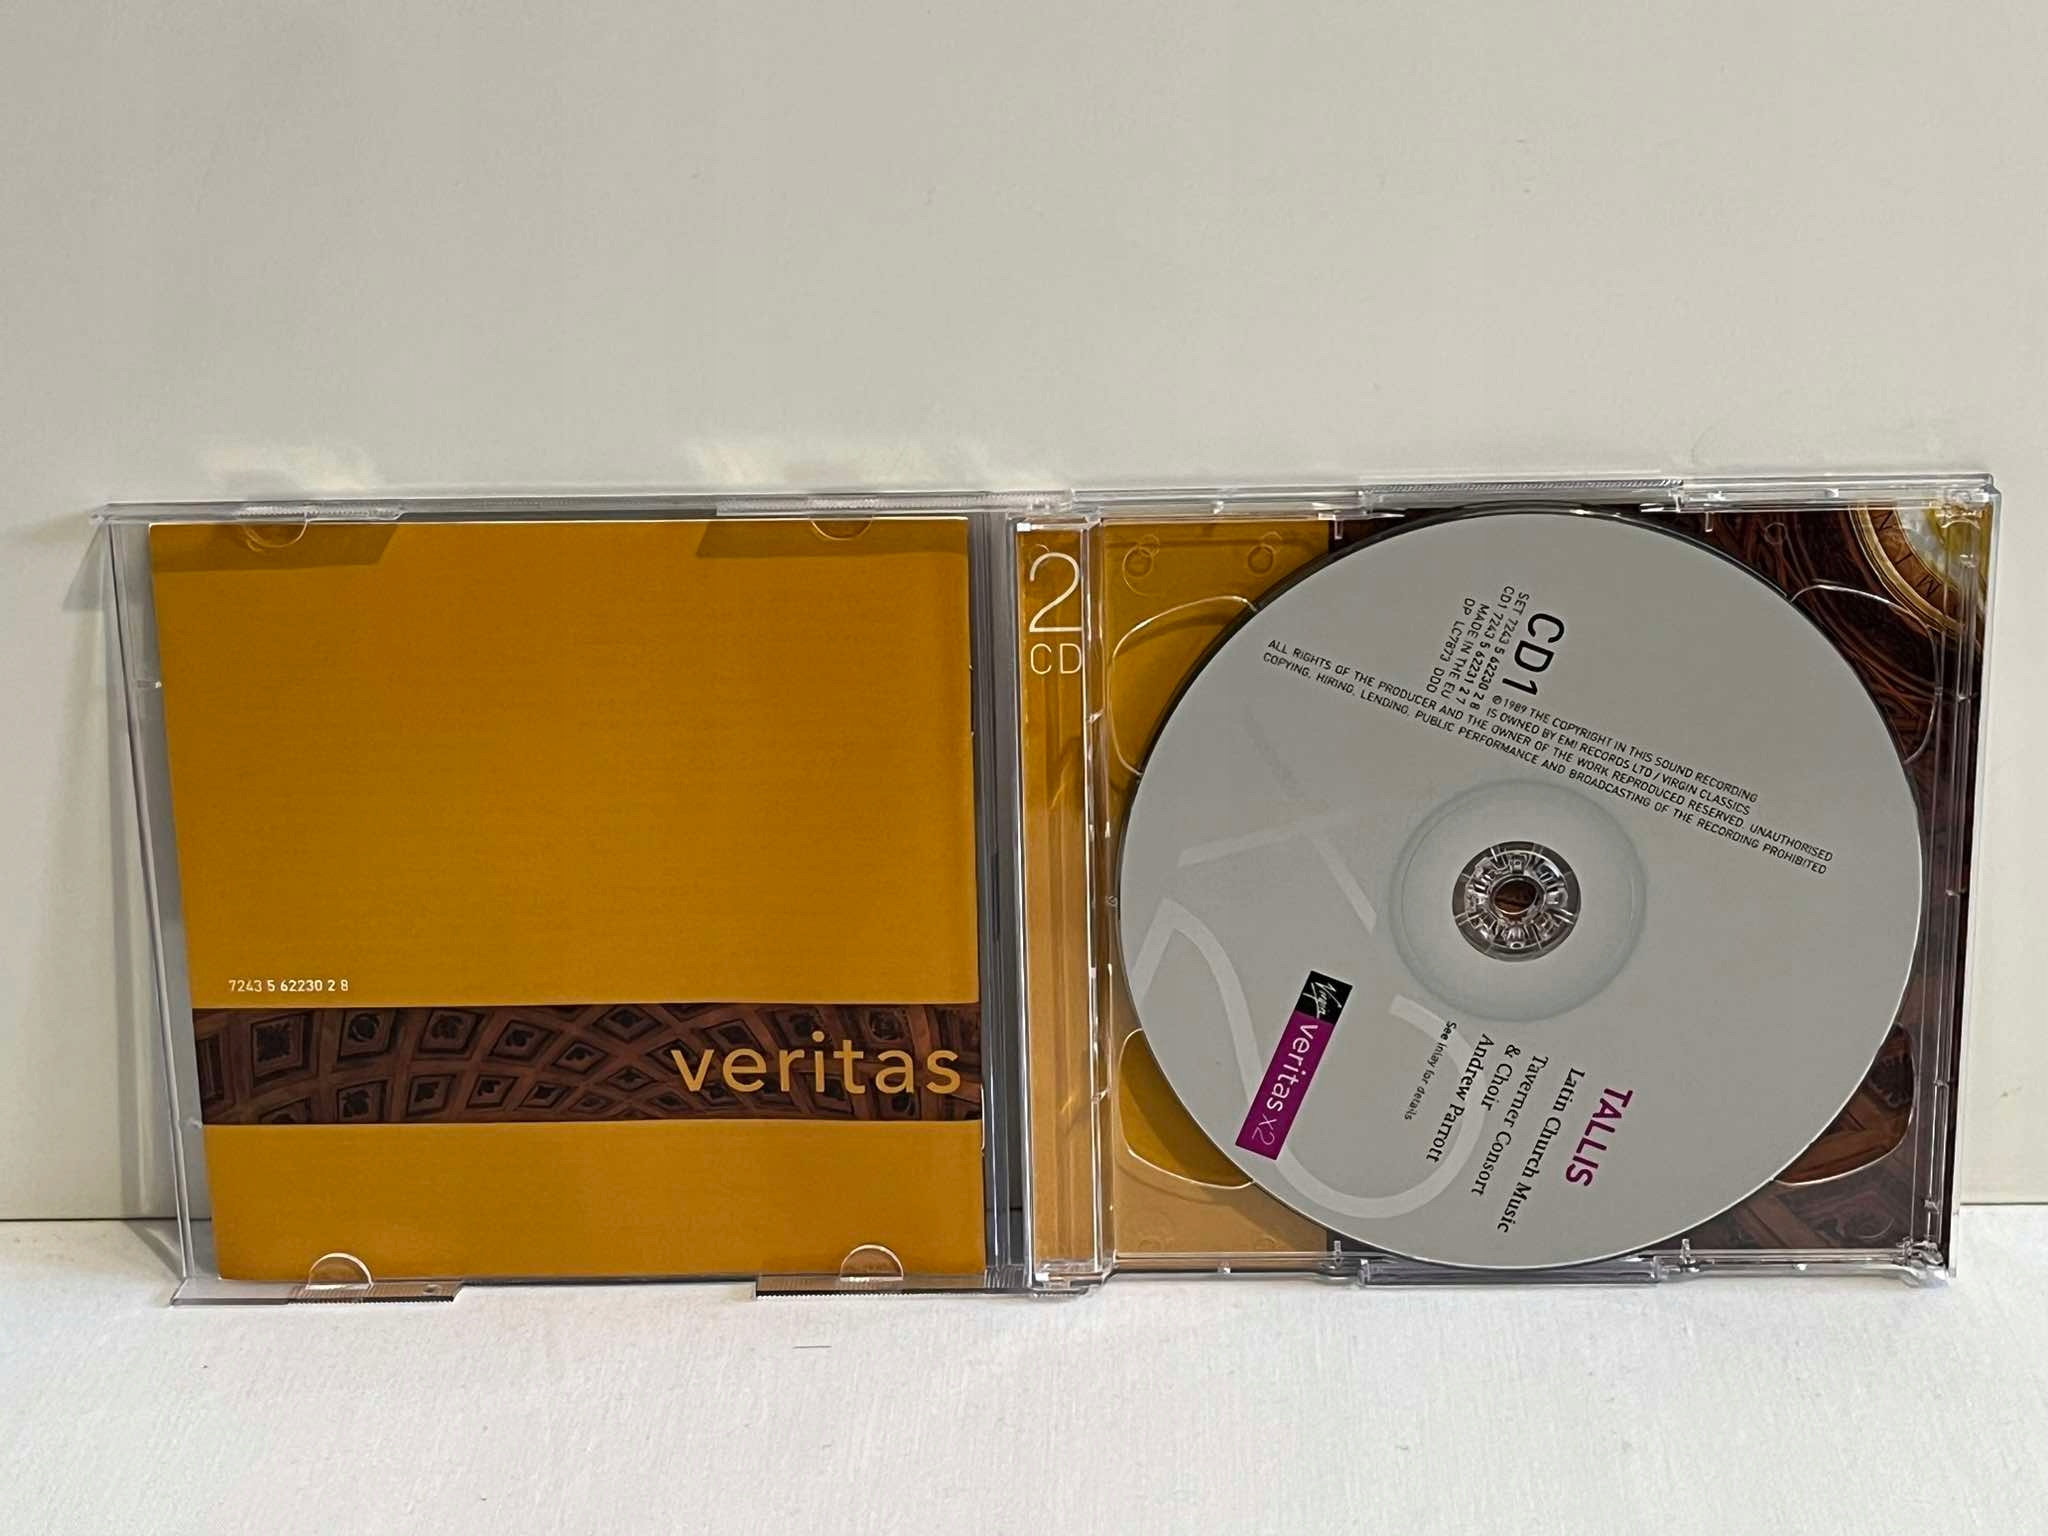 7243 5 62230 2 8
veritas
2
CD
CD1
SET 7243 5 62230 2 8
CD1 7243 5 62231 2 7
MADE IN THE EU
DP LC7873 DDD
℗ 1989 THE COPYRIGHT IN THIS SOUND RECORDING
IS OWNED BY EMI RECORDS LTD / VIRGIN CLASSICS
ALL RIGHTS OF THE PRODUCER AND THE OWNER OF THE WORK REPRODUCED RESERVED. UNAUTHORISED
COPYING, HIRING, LENDING, PUBLIC PERFORMANCE AND BROADCASTING OF THE RECORDING PROHIBITED
TALLIS
Latin Church Music
Taverner Consort
& Choir
Andrew Parrott
See inlay for details
Virgin
veritas x2